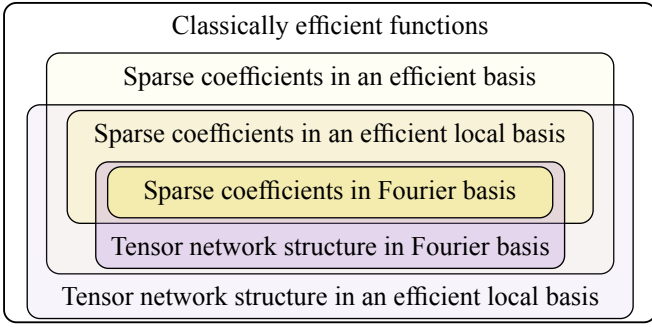 Classically efficient functions
Sparse coefficients in an efficient basis
Sparse coefficients in an efficient local basis
Sparse coefficients in Fourier basis
Tensor network structure in Fourier basis
Tensor network structure in an efficient local basis